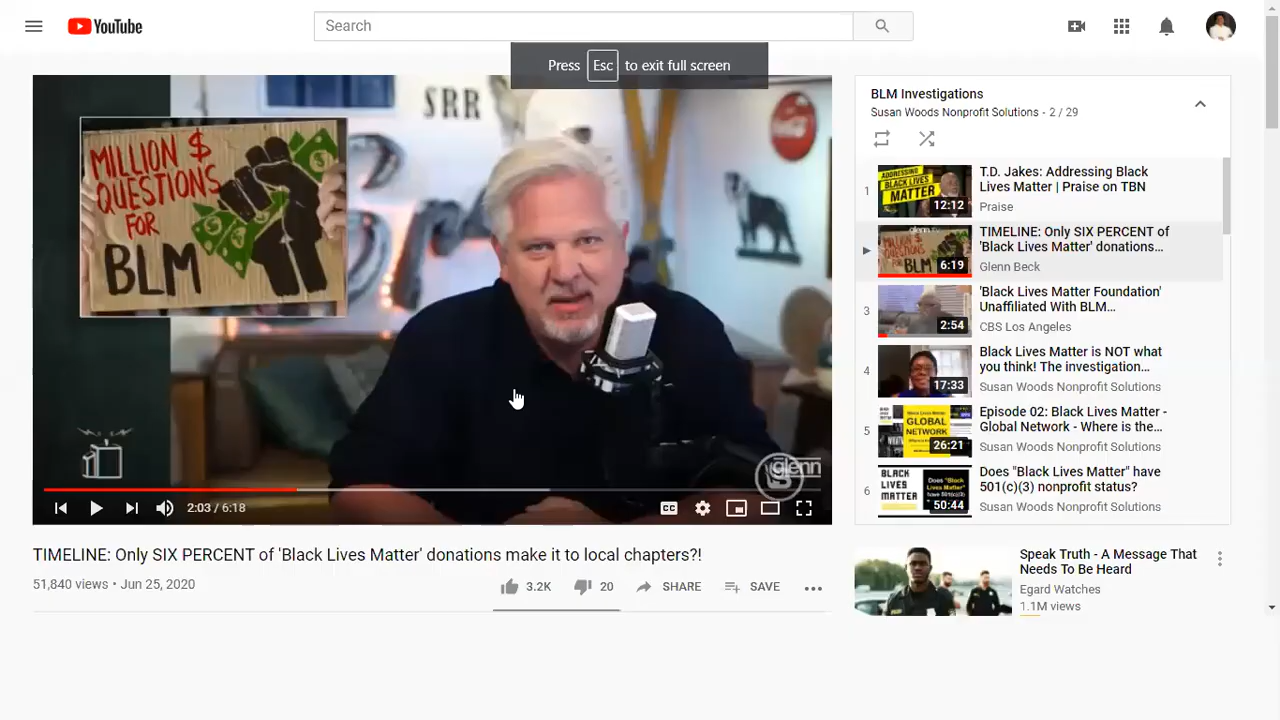 YouTube
Search
Press Esc to exit full screen
SRR
MILLION $
QUESTIONS
FOR
BLM
glenn
2:03 / 6:18
CC
TIMELINE: Only SIX PERCENT of 'Black Lives Matter' donations make it to local chapters?!
51,840 views • Jun 25, 2020
3.2K
20
SHARE
SAVE
BLM Investigations
Susan Woods Nonprofit Solutions - 2 / 29
1
ADDRESSING
BLACK LIVES
MATTER
12:12
T.D. Jakes: Addressing Black
Lives Matter | Praise on TBN
Praise
glenn
MILLION $
QUESTIONS
FOR
BLM
6:19
TIMELINE: Only SIX PERCENT of
'Black Lives Matter' donations...
Glenn Beck
3
2:54
'Black Lives Matter Foundation'
Unaffiliated With BLM...
CBS Los Angeles
4
17:33
Black Lives Matter is NOT what
you think! The investigation...
Susan Woods Nonprofit Solutions
5
GLOBAL
NETWORK
26:21
Episode 02: Black Lives Matter -
Global Network - Where is the...
Susan Woods Nonprofit Solutions
6
BLACK
LIVES
MATTER
50:44
Does "Black Lives Matter" have
501(c)(3) nonprofit status?
Susan Woods Nonprofit Solutions
Speak Truth - A Message That
Needs To Be Heard
Egard Watches
1.1M views